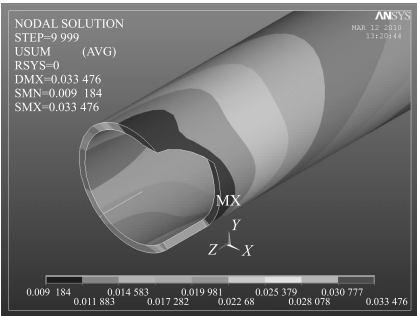 NODAL SOLUTION
STEP=9 999
USUM (AVG)
RSYS=0
DMX=0.033 476
SMN=0.009 184
SMX=0.033 476
ANSYS
MAR 12 2010
13:20:44
MX
Y
Z X
0.009 184 0.014 583 0.019 981 0.025 379 0.030 777
0.011 883 0.017 282 0.022 68 0.028 078 0.033 476